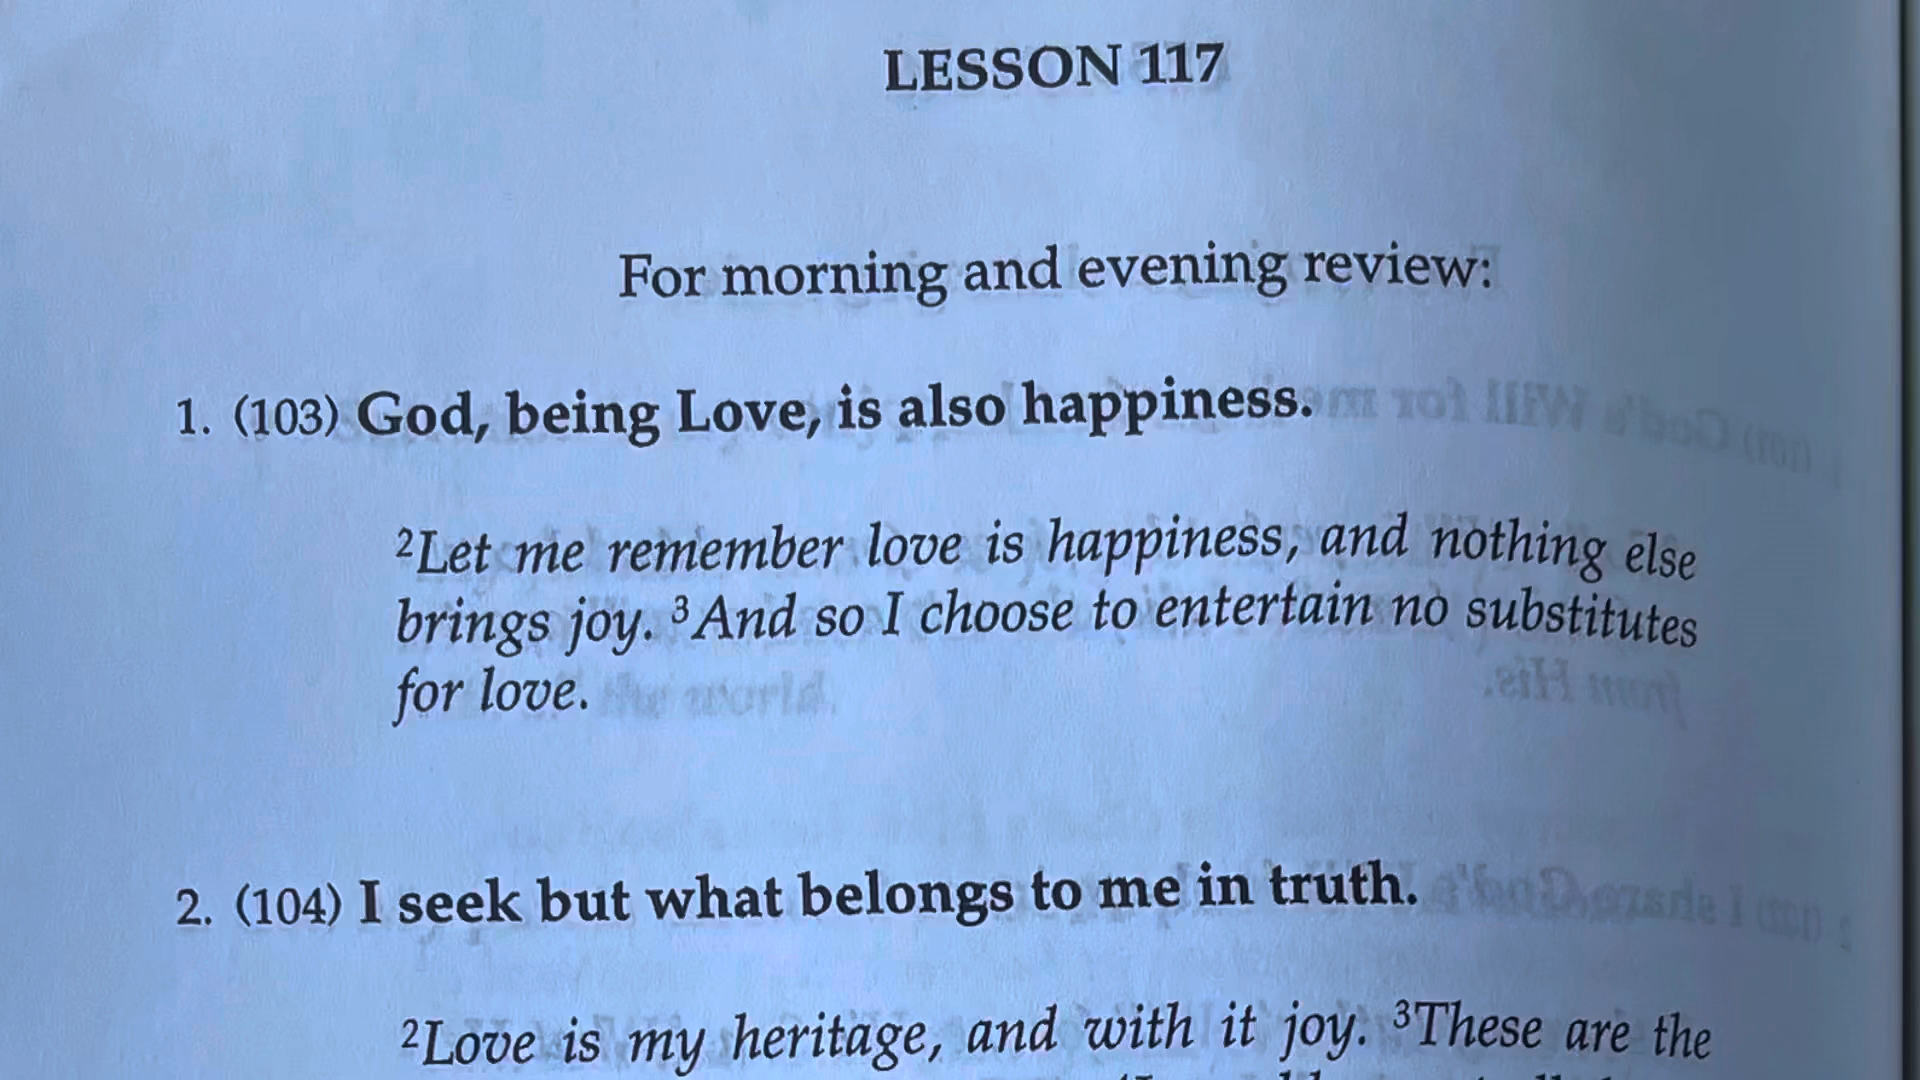 LESSON 117
For morning and evening review:
1. (103) God, being Love, is also happiness.
²Let me remember love is happiness, and nothing else
brings joy. ³And so I choose to entertain no substitutes
for love.
2. (104) I seek but what belongs to me in truth.
²Love is my heritage, and with it joy. ³These are the